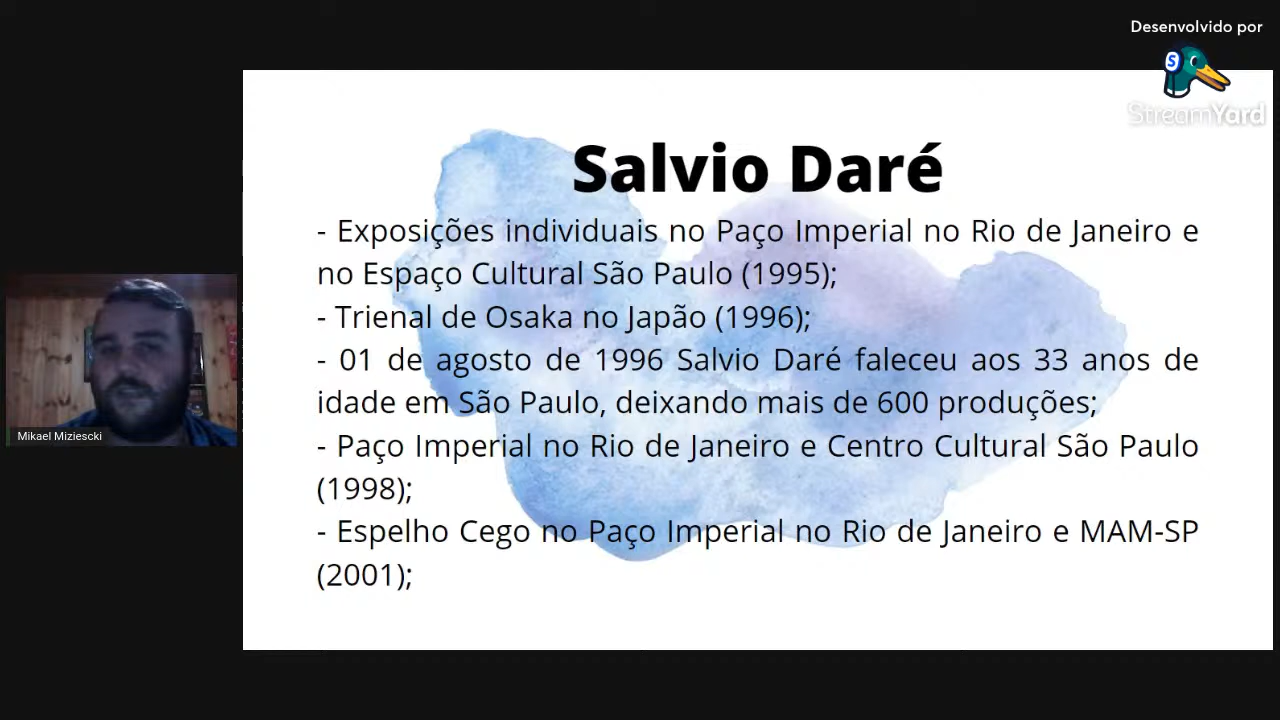 Desenvolvido por
StreamYard
Salvio Daré
- Exposições individuais no Paço Imperial no Rio de Janeiro e
no Espaço Cultural São Paulo (1995);
- Trienal de Osaka no Japão (1996);
- 01 de agosto de 1996 Salvio Daré faleceu aos 33 anos de
idade em São Paulo, deixando mais de 600 produções;
- Paço Imperial no Rio de Janeiro e Centro Cultural São Paulo
(1998);
- Espelho Cego no Paço Imperial no Rio de Janeiro e MAM-SP
(2001);
Mikael Miziescki